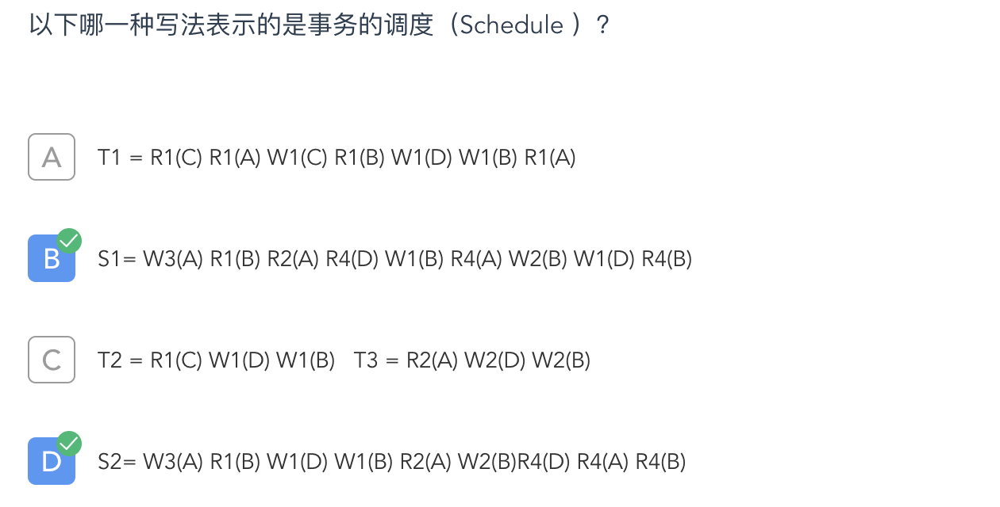 以下哪一种写法表示的是事务的调度（Schedule ）？
A T1 = R1(C) R1(A) W1(C) R1(B) W1(D) W1(B) R1(A)
B S1= W3(A) R1(B) R2(A) R4(D) W1(B) R4(A) W2(B) W1(D) R4(B)
C T2 = R1(C) W1(D) W1(B) T3 = R2(A) W2(D) W2(B)
D S2= W3(A) R1(B) W1(D) W1(B) R2(A) W2(B)R4(D) R4(A) R4(B)